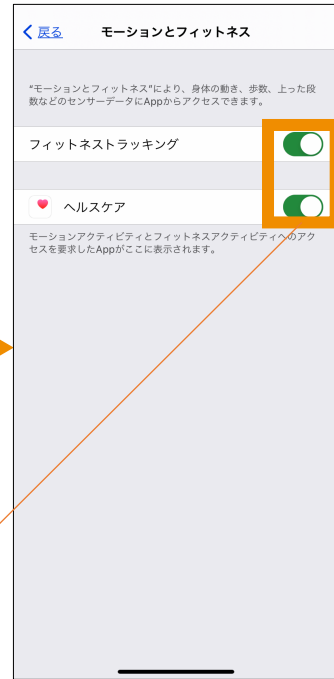 戻る モーションとフィットネス
“モーションとフィットネス”により、身体の動き、歩数、上った段
数などのセンサーデータにAppからアクセスできます。
フィットネストラッキング
ヘルスケア
モーションアクティビティとフィットネスアクティビティへのアク
セスを要求したAppがここに表示されます。